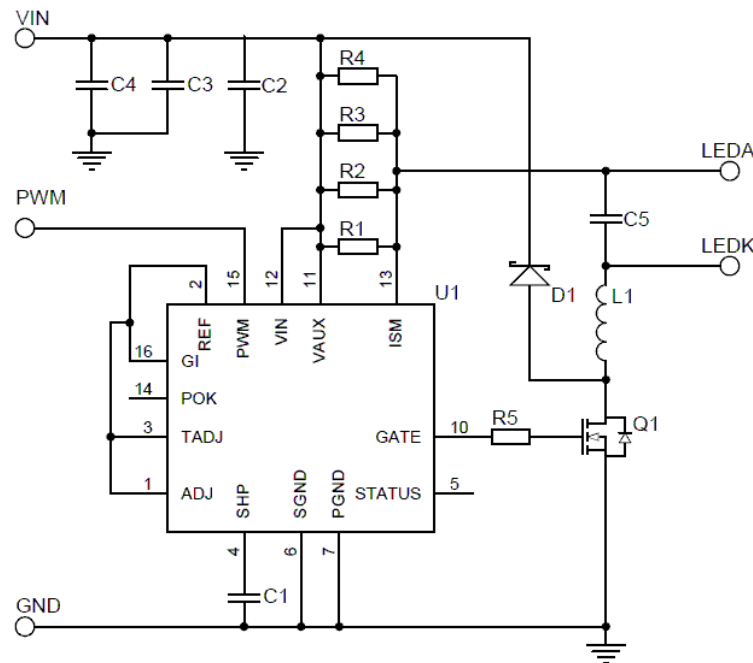 VIN
R4
C4 C3 C2
R3
LEDA
R2
PWM
C5
R1
LEDK
2 15 12 11 13
U1
D1 L1
REF PWM VIN VAUX ISM
16 GI
14 POK
R5
Q1
3 TADJ GATE 10
1 ADJ SHP SGND PGND STATUS 5
4 6 7
C1
GND